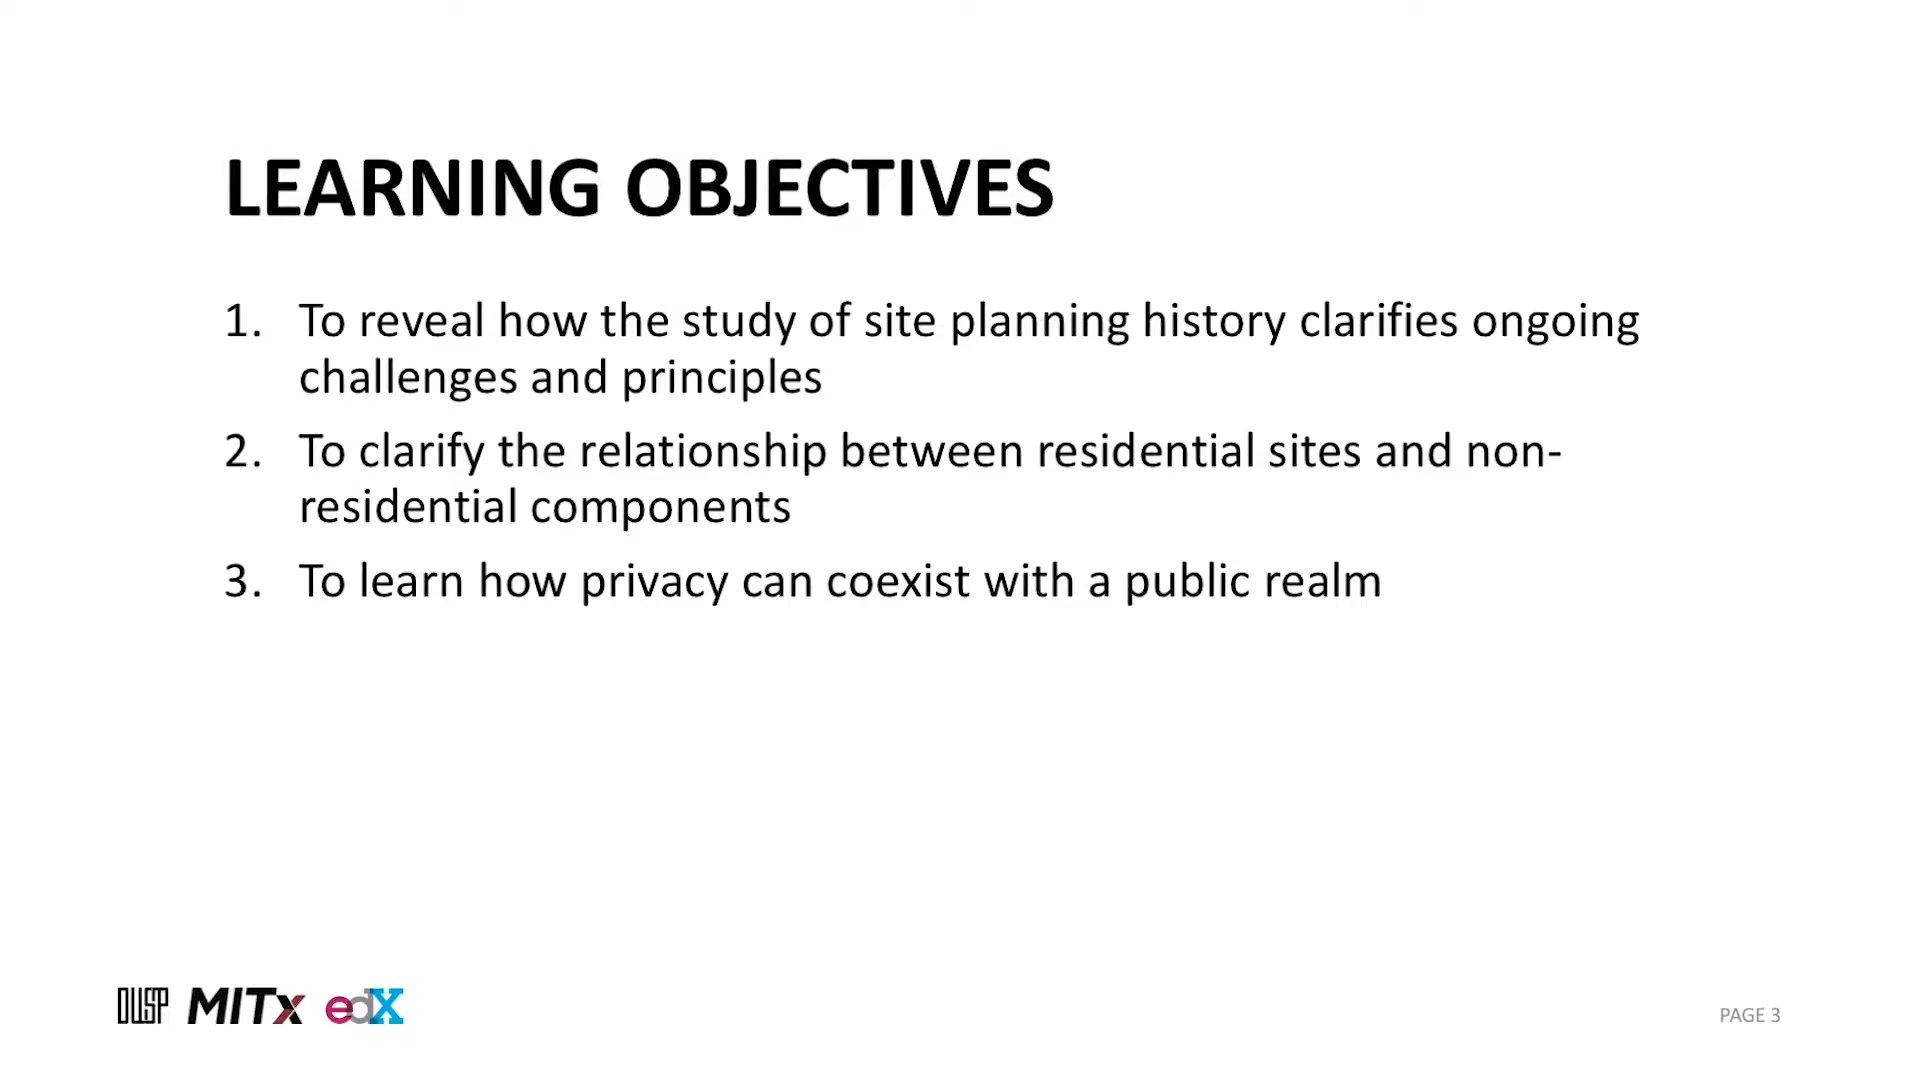 LEARNING OBJECTIVES
1. To reveal how the study of site planning history clarifies ongoing
challenges and principles
2. To clarify the relationship between residential sites and non-
residential components
3. To learn how privacy can coexist with a public realm
DUSP MITx edX
PAGE 3